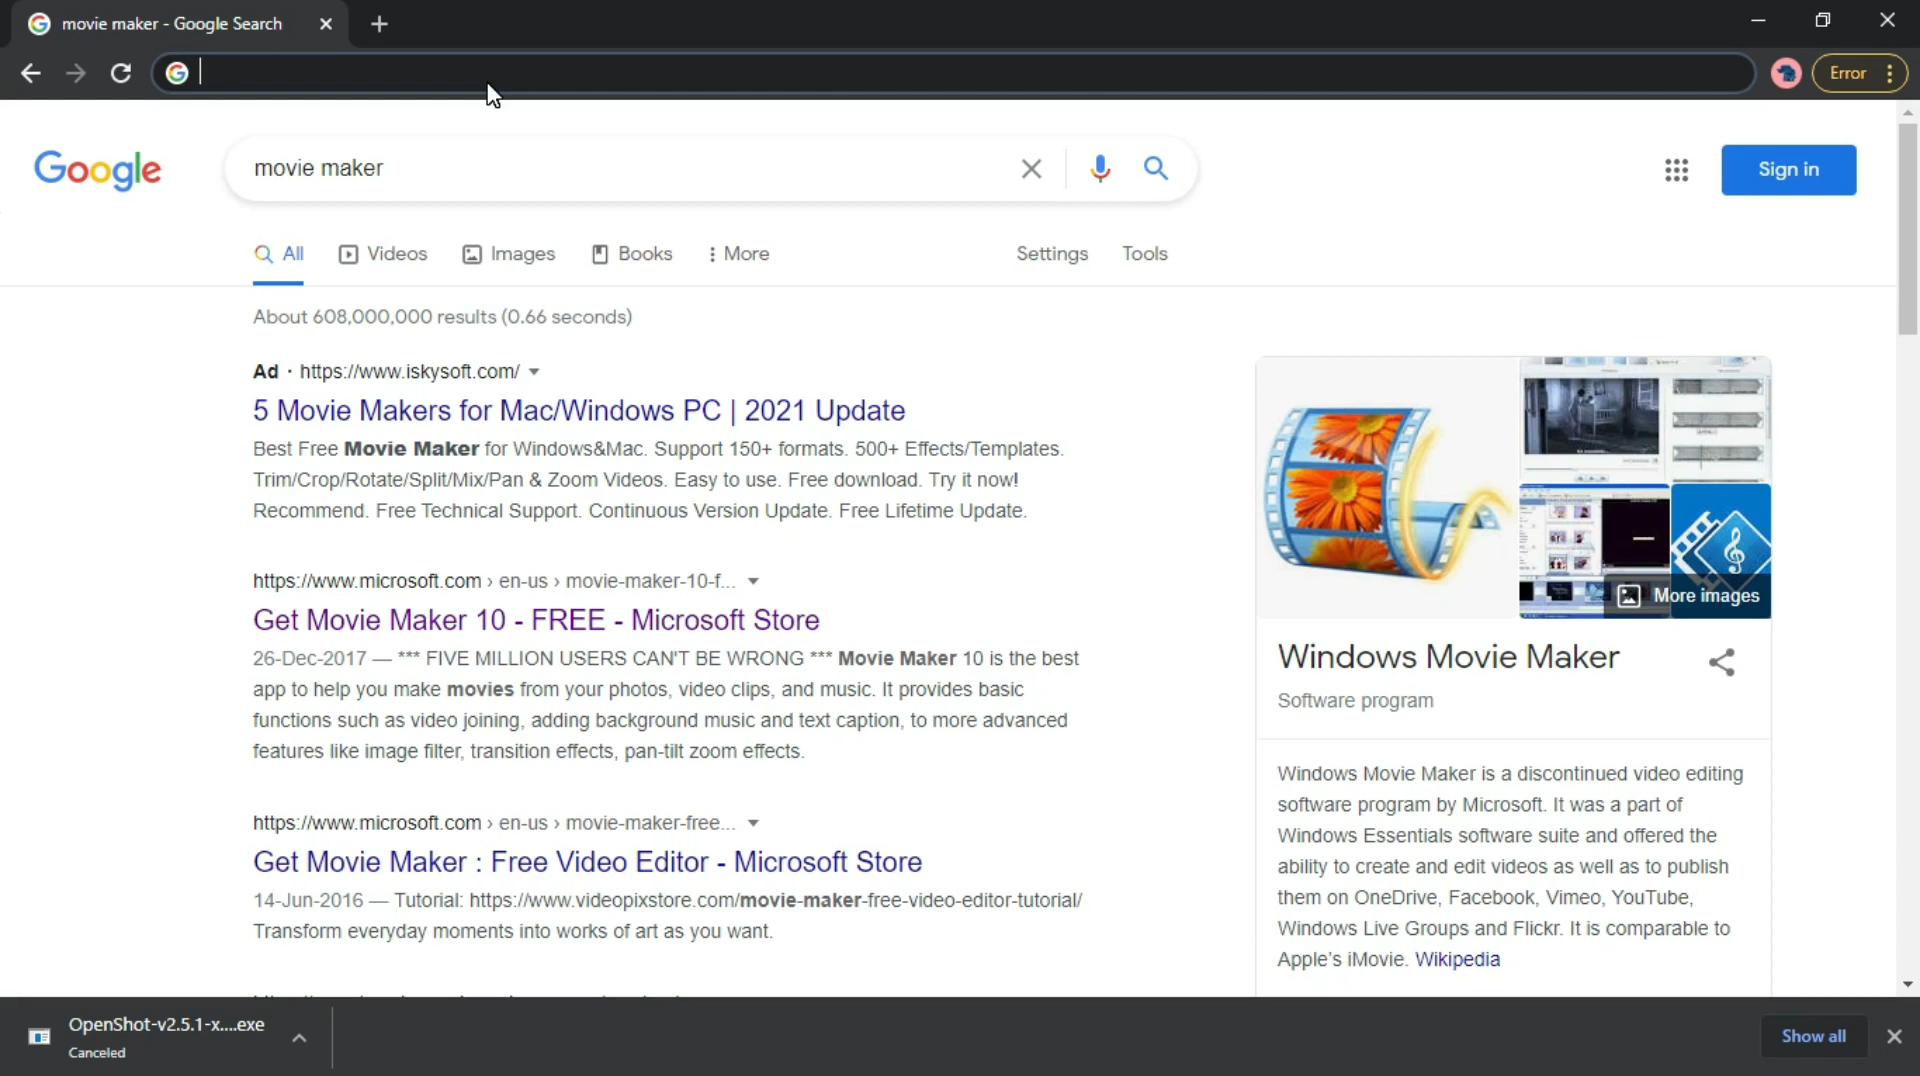 movie maker - Google Search
Error
Google
movie maker
Sign in
All
Videos
Images
Books
More
Settings
Tools
About 608,000,000 results (0.66 seconds)
Ad · https://www.iskysoft.com/
5 Movie Makers for Mac/Windows PC | 2021 Update
Best Free Movie Maker for Windows&Mac. Support 150+ formats. 500+ Effects/Templates.
Trim/Crop/Rotate/Split/Mix/Pan & Zoom Videos. Easy to use. Free download. Try it now!
Recommend. Free Technical Support. Continuous Version Update. Free Lifetime Update.
https://www.microsoft.com › en-us › movie-maker-10-f...
Get Movie Maker 10 - FREE - Microsoft Store
26-Dec-2017 — *** FIVE MILLION USERS CAN'T BE WRONG *** Movie Maker 10 is the best
app to help you make movies from your photos, video clips, and music. It provides basic
functions such as video joining, adding background music and text caption, to more advanced
features like image filter, transition effects, pan-tilt zoom effects.
https://www.microsoft.com › en-us › movie-maker-free...
Get Movie Maker : Free Video Editor - Microsoft Store
14-Jun-2016 — Tutorial: https://www.videopixstore.com/movie-maker-free-video-editor-tutorial/
Transform everyday moments into works of art as you want.
More images
Windows Movie Maker
Software program
Windows Movie Maker is a discontinued video editing
software program by Microsoft. It was a part of
Windows Essentials software suite and offered the
ability to create and edit videos as well as to publish
them on OneDrive, Facebook, Vimeo, YouTube,
Windows Live Groups and Flickr. It is comparable to
Apple's iMovie. Wikipedia
OpenShot-v2.5.1-x....exe
Canceled
Show all